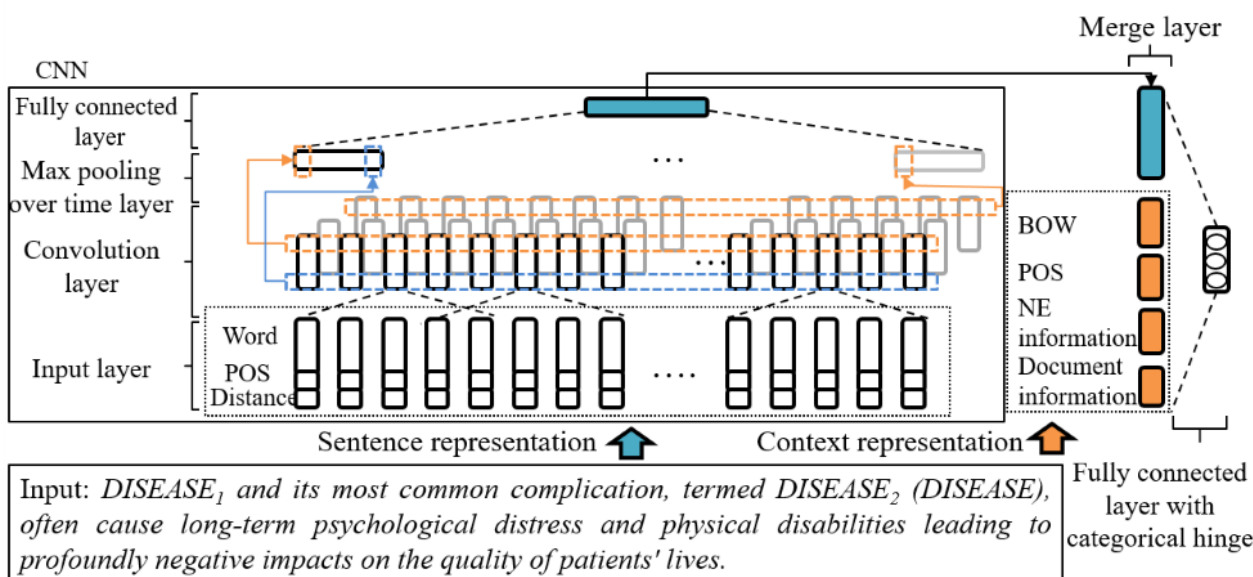 Merge layer
CNN
Fully connected
layer
Max pooling
over time layer
Convolution
layer
Input layer
Word
POS
Distance
BOW
POS
NE
information
Document
information
Sentence representation
Context representation
Fully connected
layer with
categorical hinge
Input: DISEASE₁ and its most common complication, termed DISEASE₂ (DISEASE),
often cause long-term psychological distress and physical disabilities leading to
profoundly negative impacts on the quality of patients' lives.